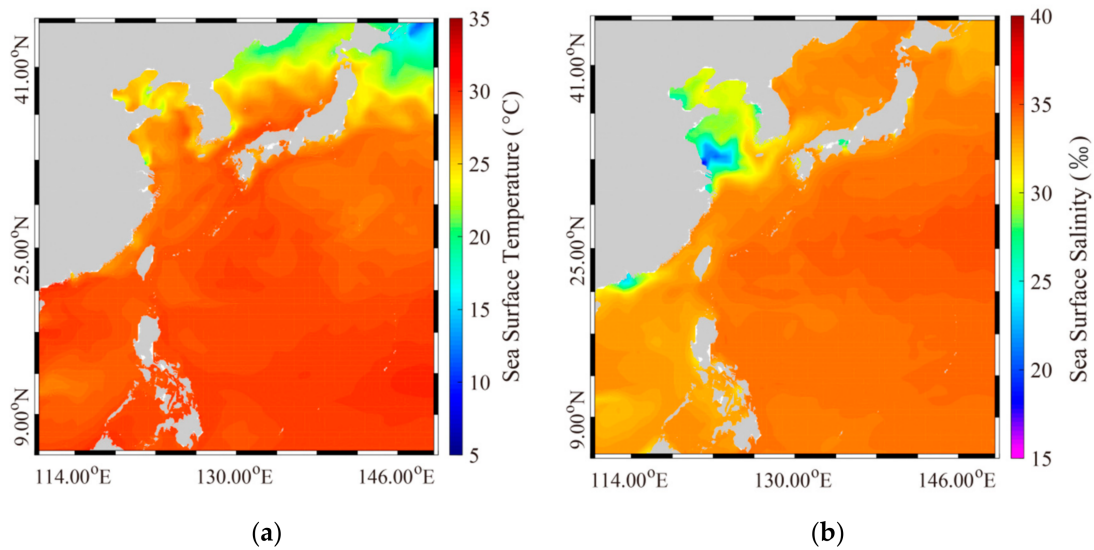 41.00°N
25.00°N
9.00°N
114.00°E
130.00°E
146.00°E
35
30
25
20
15
10
5
Sea Surface Temperature ( °C)
(a)
41.00°N
25.00°N
9.00°N
114.00°E
130.00°E
146.00°E
40
35
30
25
20
15
Sea Surface Salinity ( ‰)
(b)